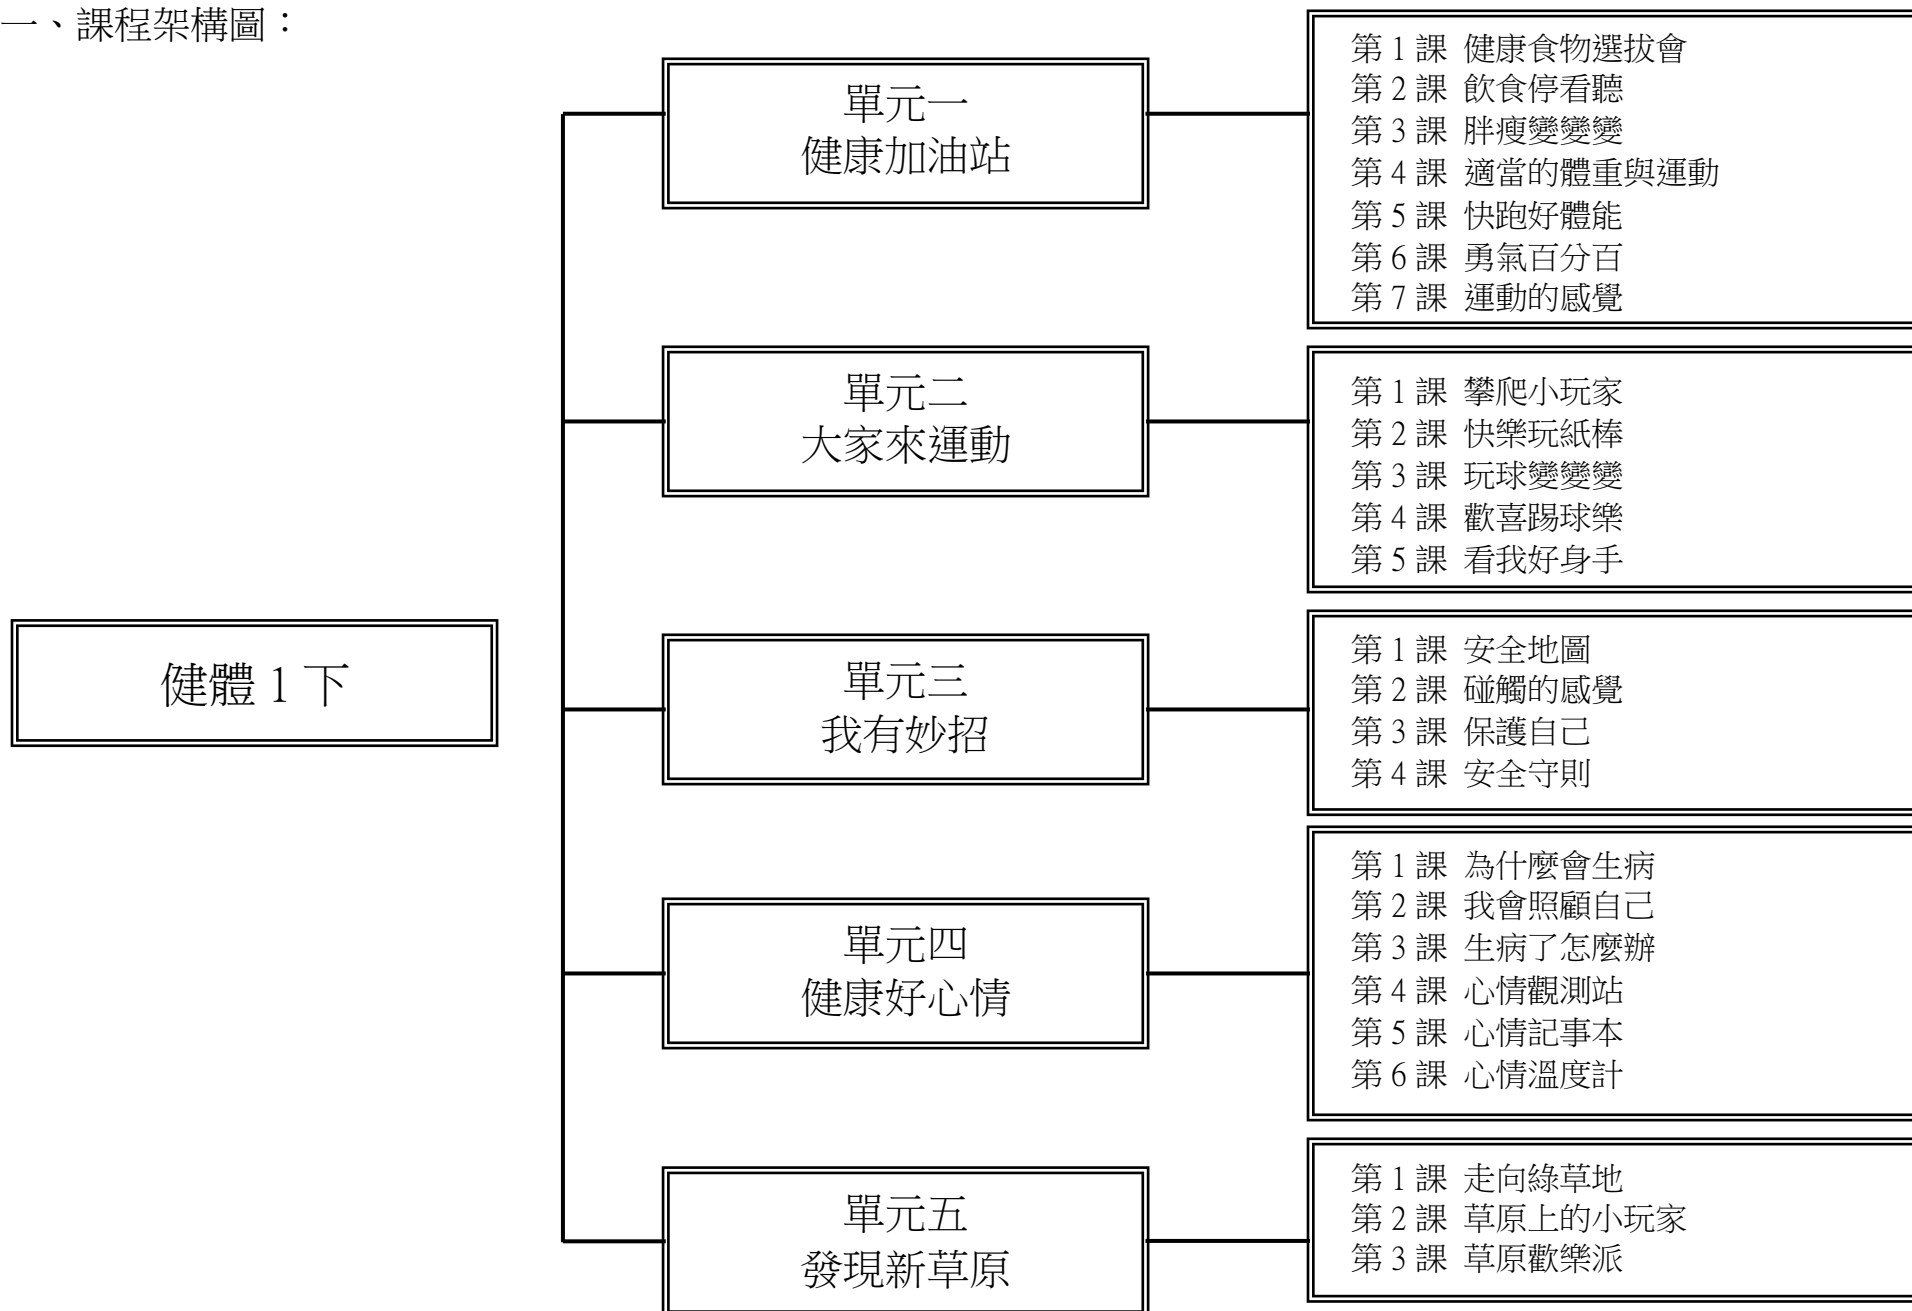 一、課程架構圖：
健體 1 下
單元一
健康加油站
第 1 課 健康食物選拔會
第 2 課 飲食停看聽
第 3 課 胖瘦變變變
第 4 課 適當的體重與運動
第 5 課 快跑好體能
第 6 課 勇氣百分百
第 7 課 運動的感覺
單元二
大家來運動
第 1 課 攀爬小玩家
第 2 課 快樂玩紙棒
第 3 課 玩球變變變
第 4 課 歡喜踢球樂
第 5 課 看我好身手
單元三
我有妙招
第 1 課 安全地圖
第 2 課 碰觸的感覺
第 3 課 保護自己
第 4 課 安全守則
單元四
健康好心情
第 1 課 為什麼會生病
第 2 課 我會照顧自己
第 3 課 生病了怎麼辦
第 4 課 心情觀測站
第 5 課 心情記事本
第 6 課 心情溫度計
單元五
發現新草原
第 1 課 走向綠草地
第 2 課 草原上的小玩家
第 3 課 草原歡樂派